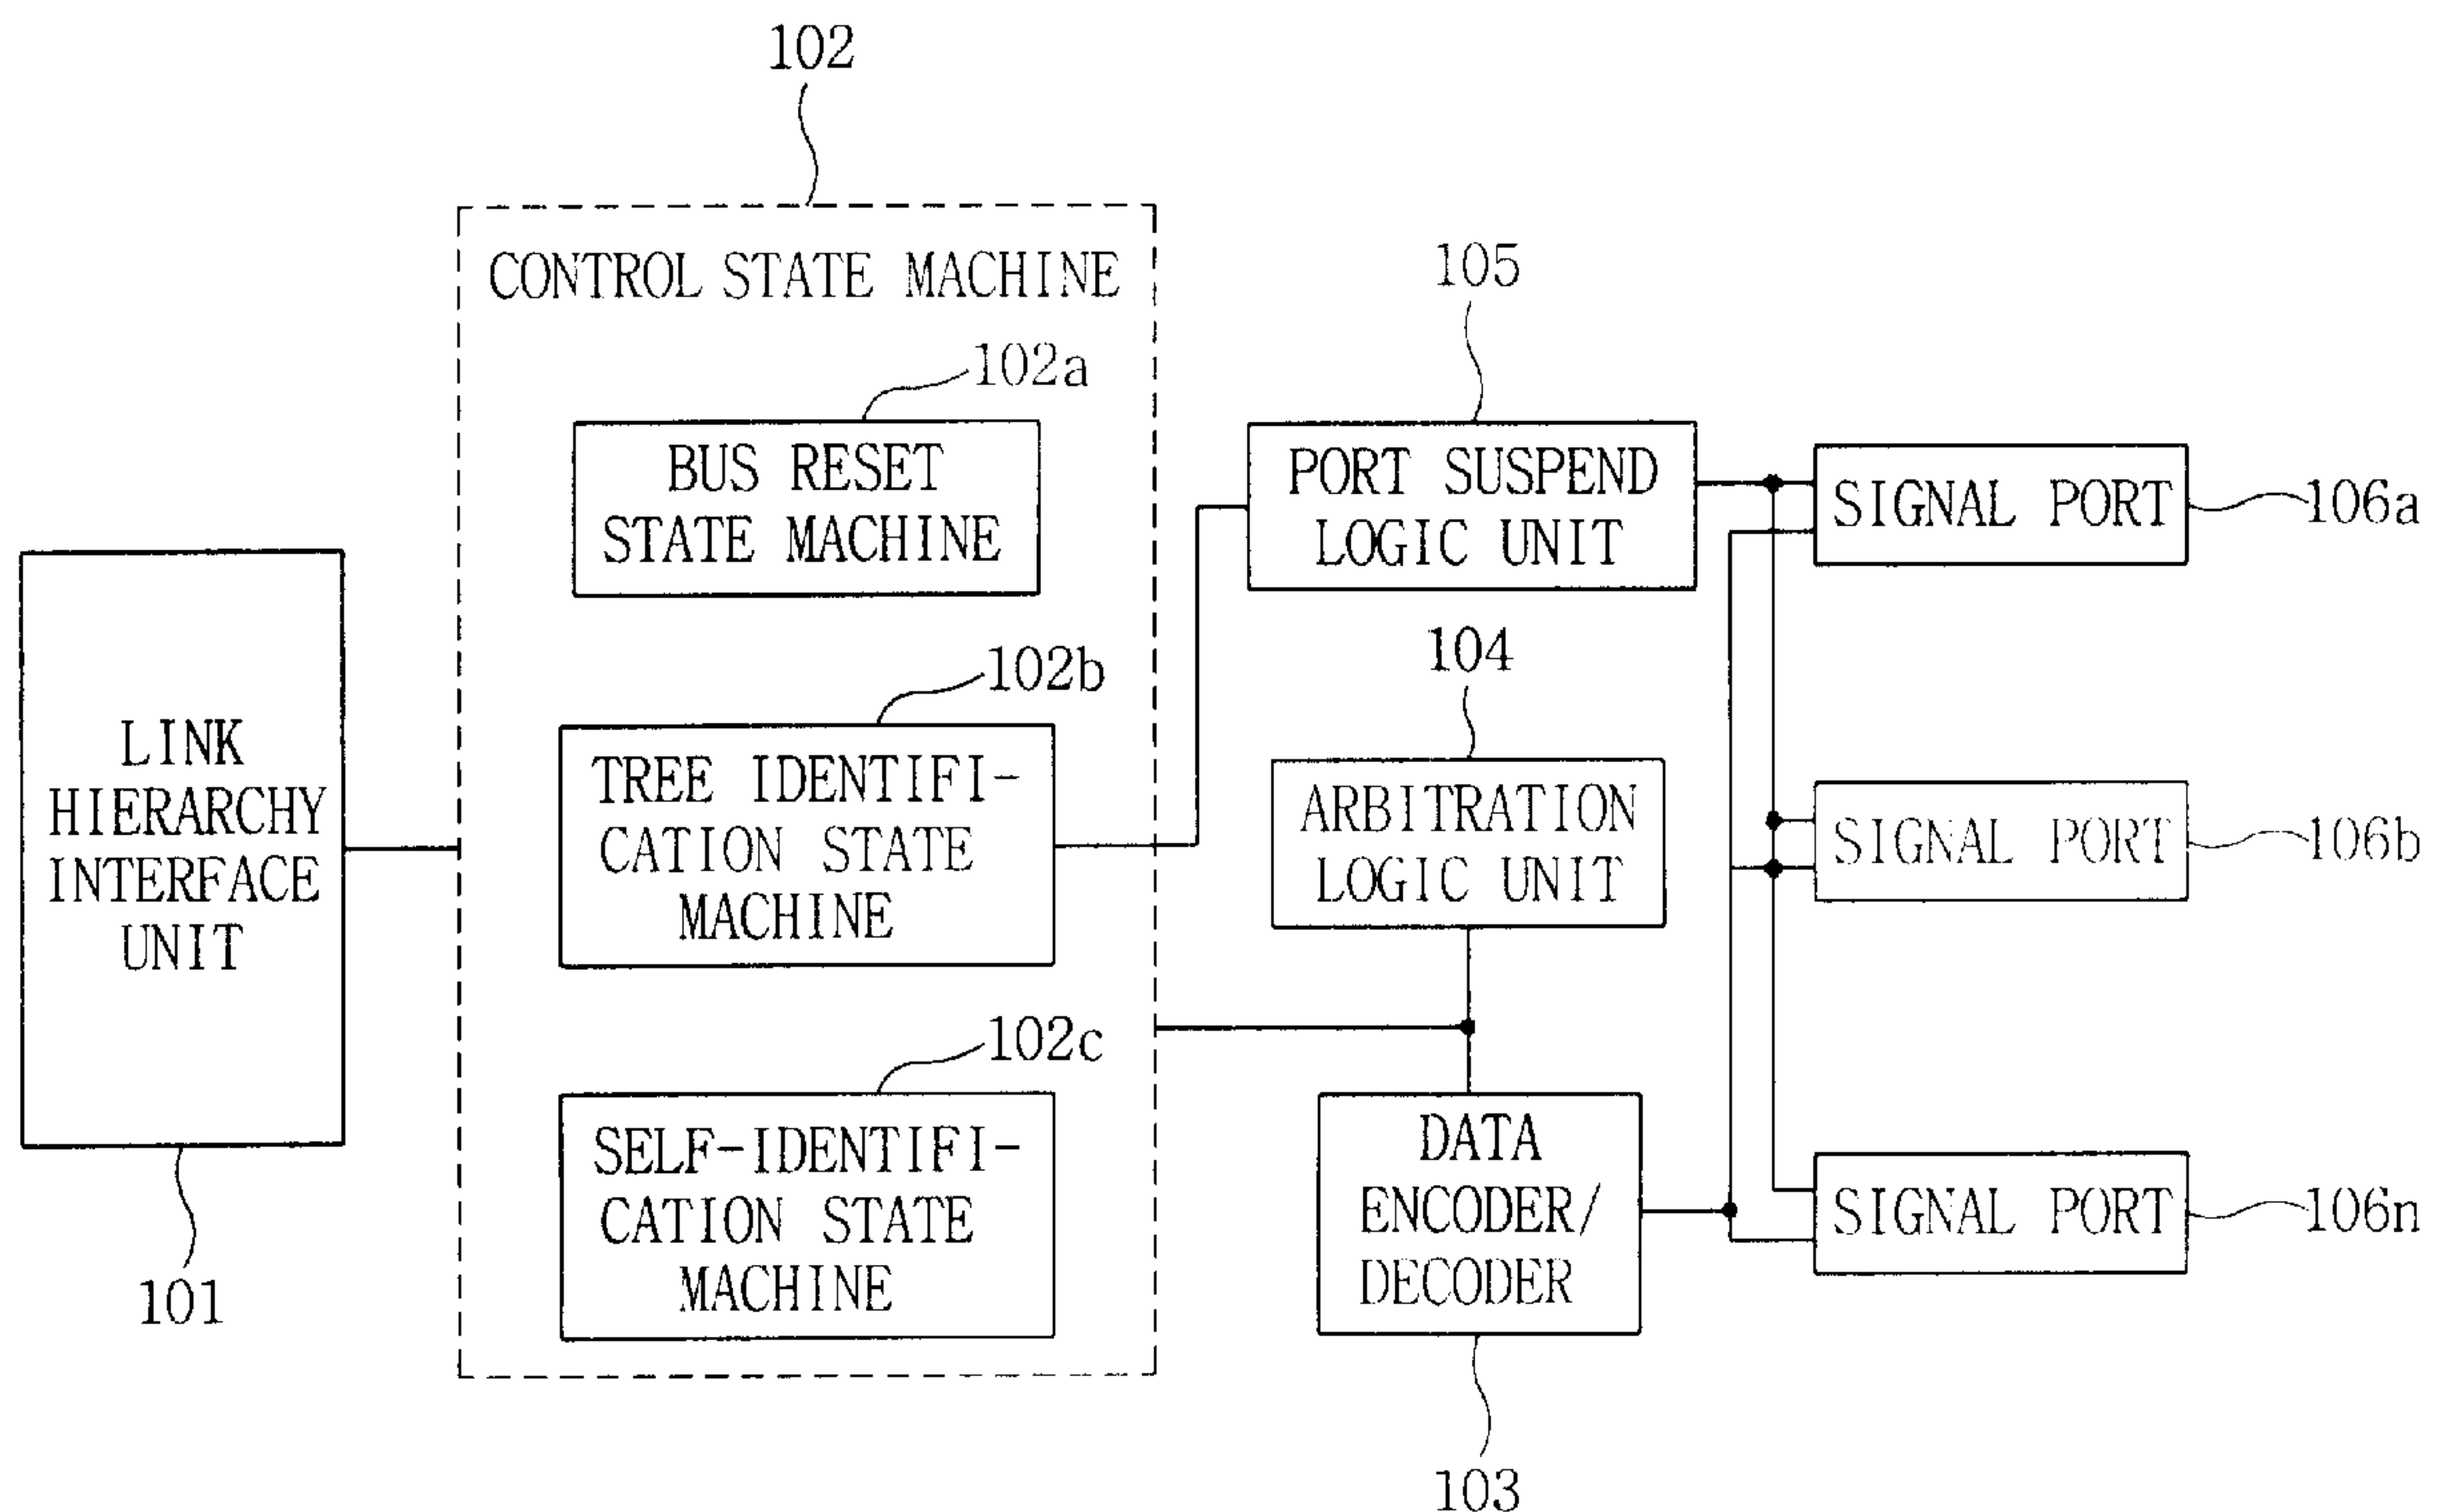 102
CONTROL STATE MACHINE
102a
BUS RESET
STATE MACHINE
102b
TREE IDENTIFI-
CATION STATE
MACHINE
102c
SELF-IDENTIFI-
CATION STATE
MACHINE
LINK
HIERARCHY
INTERFACE
UNIT
101
105
PORT SUSPEND
LOGIC UNIT
104
ARBITRATION
LOGIC UNIT
DATA
ENCODER/
DECODER
103
SIGNAL PORT
106a
SIGNAL PORT
106b
SIGNAL PORT
106n